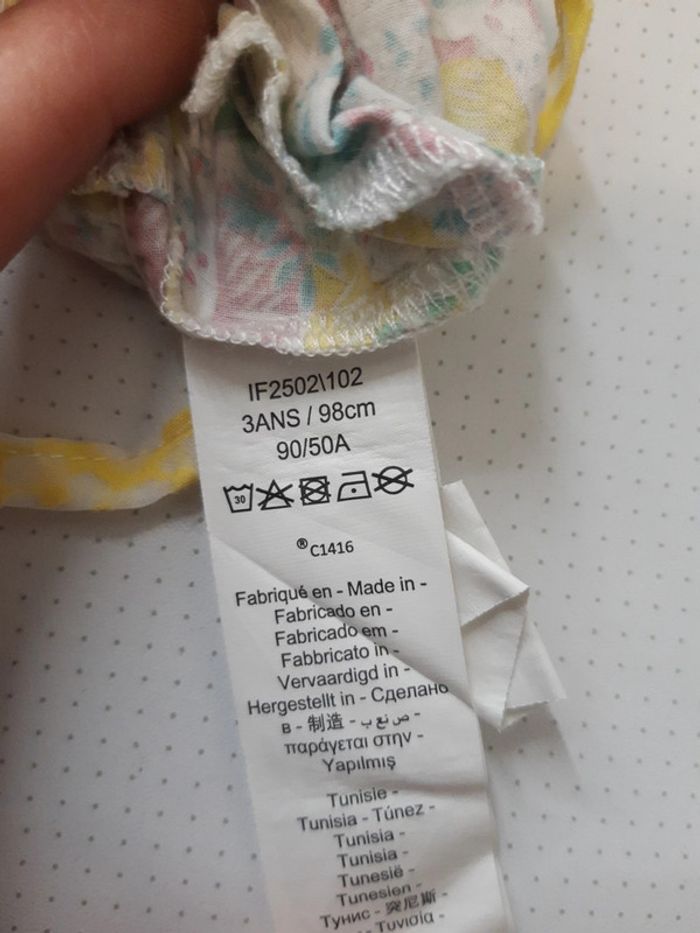 IF2502\102
3ANS / 98cm
90/50A
30
® C1416
Fabriqué en - Made in -
Fabricado en -
Fabricado em -
Fabbricato in -
Vervaardigd in -
Hergestellt in - Сделано
в - 制造 - ص نع ب -
παράγεται στην -
Yapılmış
Tunisie -
Tunisia - Túnez -
Tunisia -
Tunisia -
Tunesië -
Tunesien -
Тунис - 突尼斯 -
- Τυνισία -